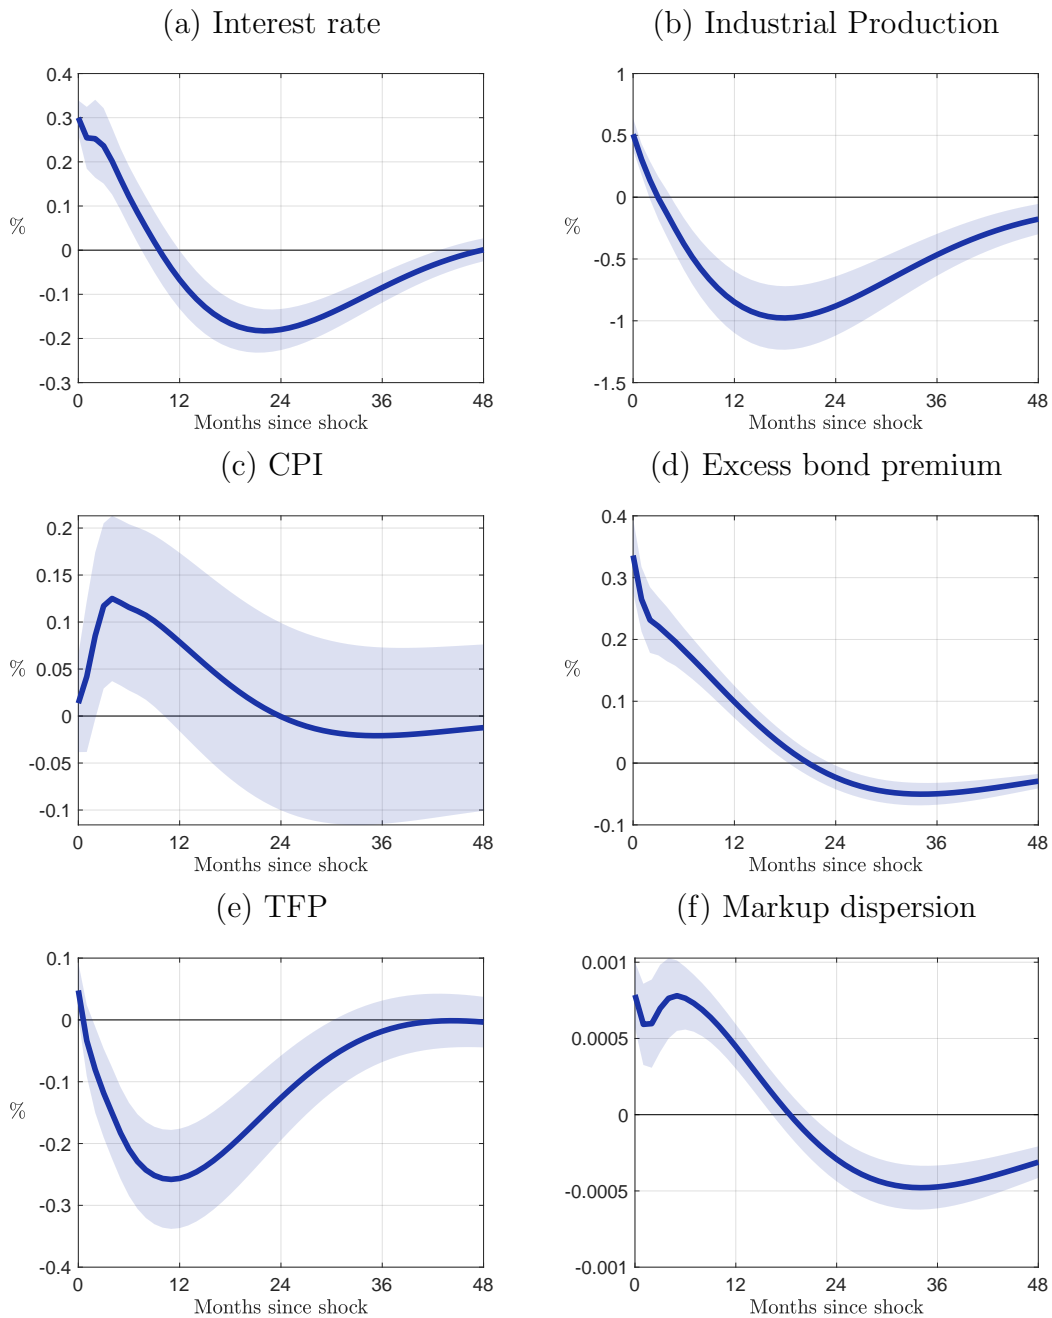 (a) Interest rate
0.4
0.3
0.2
0.1
0
-0.1
-0.2
-0.3
%
0 12 24 36 48
Months since shock
(b) Industrial Production
1
0.5
0
-0.5
-1
-1.5
%
0 12 24 36 48
Months since shock
(c) CPI
0.2
0.15
0.1
0.05
0
-0.05
-0.1
%
0 12 24 36 48
Months since shock
(d) Excess bond premium
0.4
0.3
0.2
0.1
0
-0.1
%
0 12 24 36 48
Months since shock
(e) TFP
0.1
0
-0.1
-0.2
-0.3
-0.4
%
0 12 24 36 48
Months since shock
(f) Markup dispersion
0.001
0.0005
0
-0.0005
-0.001
0 12 24 36 48
Months since shock